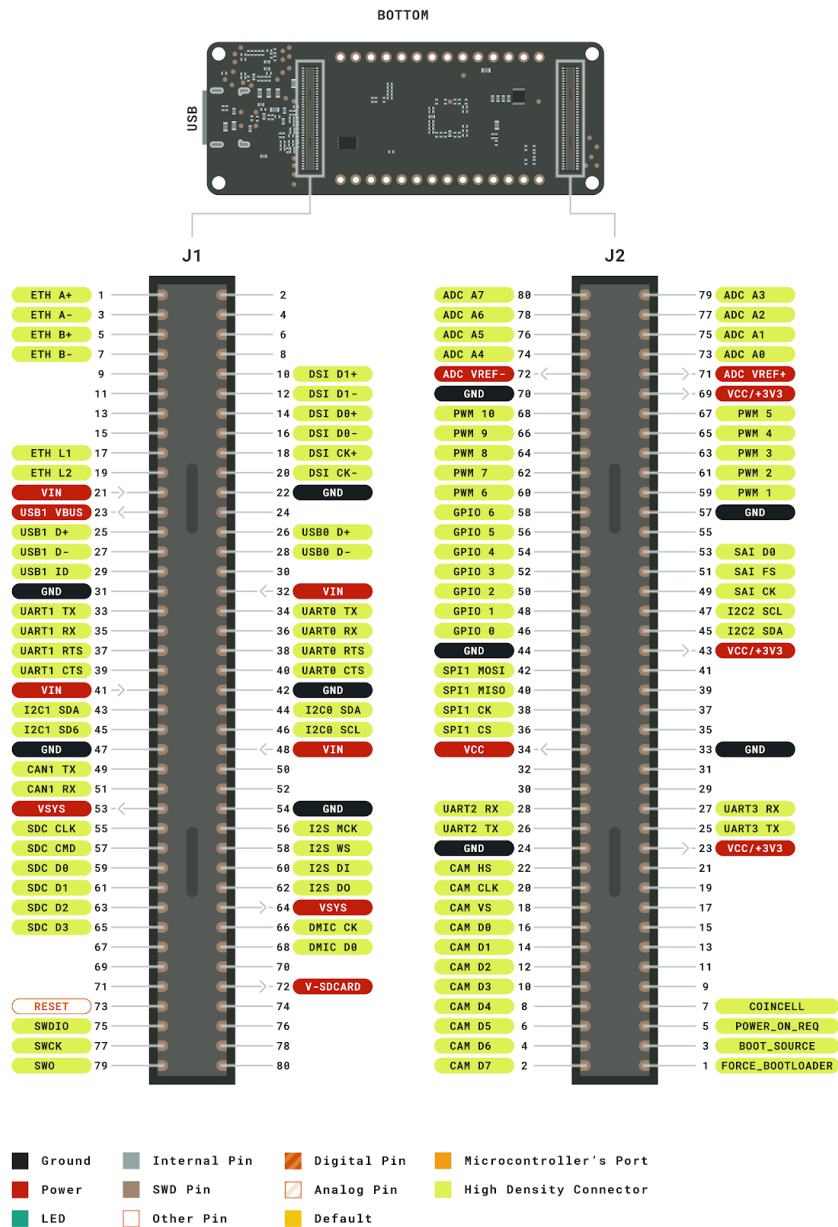 BOTTOM
USB
J1 J2
ETH A+ 1 2 ADC A7 80 79 ADC A3
ETH A- 3 4 ADC A6 78 77 ADC A2
ETH B+ 5 6 ADC A5 76 75 ADC A1
ETH B- 7 8 ADC A4 74 73 ADC A0
9 10 DSI D1+ ADC VREF- 72 71 ADC VREF+
11 12 DSI D1- GND 70 69 VCC/+3V3
13 14 DSI D0+ PWM 10 68 67 PWM 5
15 16 DSI D0- PWM 9 66 65 PWM 4
ETH L1 17 18 DSI CK+ PWM 8 64 63 PWM 3
ETH L2 19 20 DSI CK- PWM 7 62 61 PWM 2
VIN 21 22 GND PWM 6 60 59 PWM 1
USB1 VBUS 23 24 GPIO 6 58 57 GND
USB1 D+ 25 26 USB0 D+ GPIO 5 56 55
USB1 D- 27 28 USB0 D- GPIO 4 54 53 SAI D0
USB1 ID 29 30 GPIO 3 52 51 SAI FS
GND 31 32 VIN GPIO 2 50 49 SAI CK
UART1 TX 33 34 UART0 TX GPIO 1 48 47 I2C2 SCL
UART1 RX 35 36 UART0 RX GPIO 0 46 45 I2C2 SDA
UART1 RTS 37 38 UART0 RTS GND 44 43 VCC/+3V3
UART1 CTS 39 40 UART0 CTS SPI1 MOSI 42 41
VIN 41 42 GND SPI1 MISO 40 39
I2C1 SDA 43 44 I2C0 SDA SPI1 CK 38 37
I2C1 SD6 45 46 I2C0 SCL SPI1 CS 36 35
GND 47 48 VIN VCC 34 33 GND
CAN1 TX 49 50 32 31
CAN1 RX 51 52 30 29
VSYS 53 54 GND UART2 RX 28 27 UART3 RX
SDC CLK 55 56 I2S MCK UART2 TX 26 25 UART3 TX
SDC CMD 57 58 I2S WS GND 24 23 VCC/+3V3
SDC D0 59 60 I2S DI CAM HS 22 21
SDC D1 61 62 I2S DO CAM CLK 20 19
SDC D2 63 64 VSYS CAM VS 18 17
SDC D3 65 66 DMIC CK CAM D0 16 15
67 68 DMIC D0 CAM D1 14 13
69 70 CAM D2 12 11
71 72 V-SDCARD CAM D3 10 9
RESET 73 74 CAM D4 8 7 COINCELL
SWDIO 75 76 CAM D5 6 5 POWER_ON_REQ
SWCK 77 78 CAM D6 4 3 BOOT_SOURCE
SWO 79 80 CAM D7 2 1 FORCE_BOOTLOADER
Ground Internal Pin Digital Pin Microcontroller's Port
Power SWD Pin Analog Pin High Density Connector
LED Other Pin Default